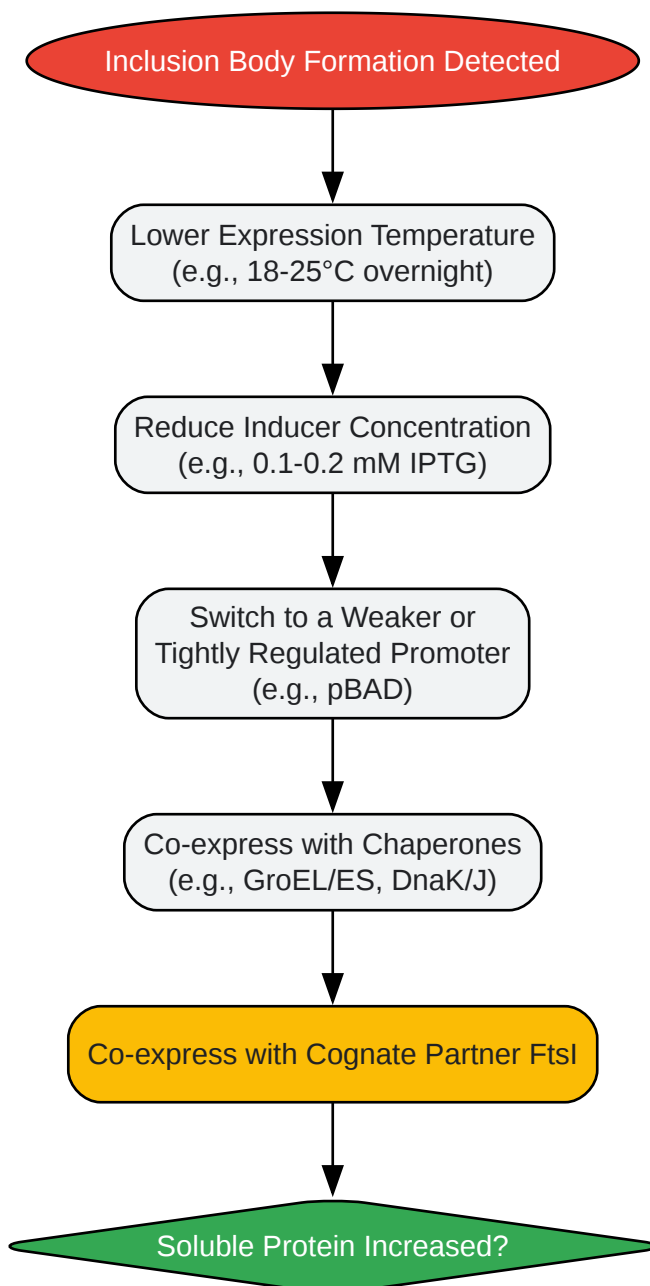 Inclusion Body Formation Detected
Lower Expression Temperature
(e.g., 18-25°C overnight)
Reduce Inducer Concentration
(e.g., 0.1-0.2 mM IPTG)
Switch to a Weaker or
Tightly Regulated Promoter
(e.g., pBAD)
Co-express with Chaperones
(e.g., GroEL/ES, DnaK/J)
Co-express with Cognate Partner FtsI
Soluble Protein Increased?